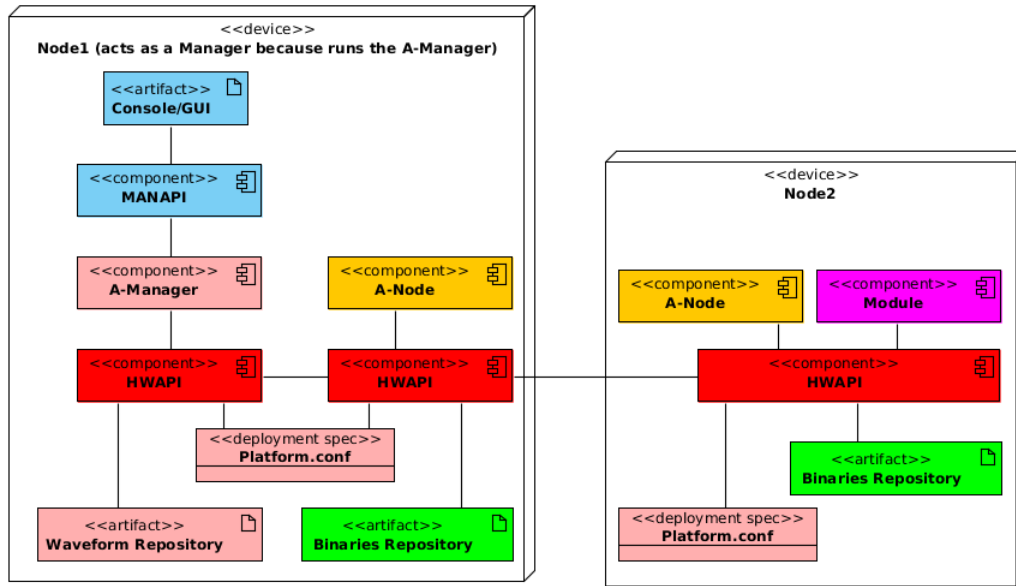 <<device>>
Node1 (acts as a Manager because runs the A-Manager)
<<artifact>>
Console/GUI
<<component>>
MANAPI
<<component>>
A-Manager
<<component>>
A-Node
<<component>>
HWAPI
<<component>>
HWAPI
<<deployment spec>>
Platform.conf
<<artifact>>
Waveform Repository
<<artifact>>
Binaries Repository
<<device>>
Node2
<<component>>
A-Node
<<component>>
Module
<<component>>
HWAPI
<<artifact>>
Binaries Repository
<<deployment spec>>
Platform.conf